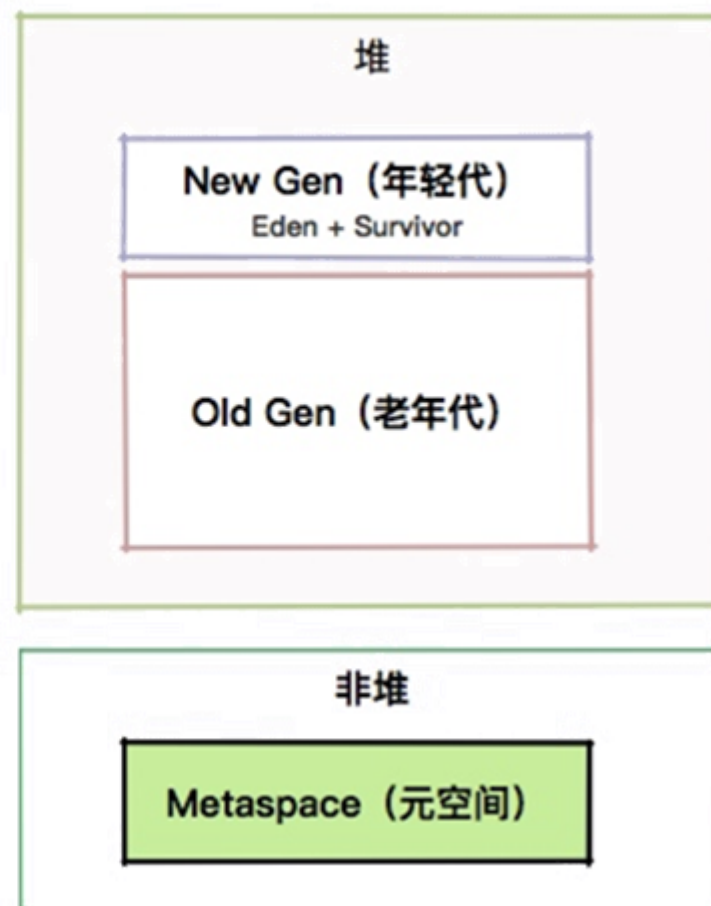 堆
New Gen（年轻代）
Eden + Survivor
Old Gen（老年代）
非堆
Metaspace（元空间）